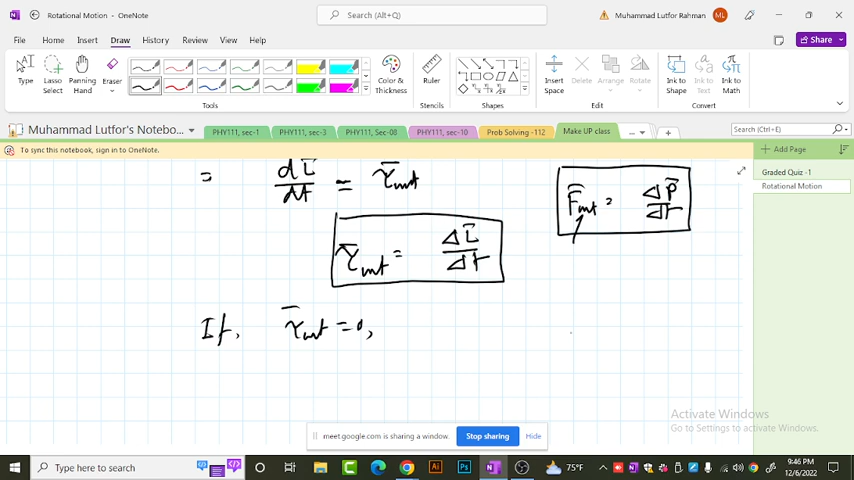 Rotational Motion - OneNote
Search (Alt+Q)
Muhammad Lutfor Rahman
ML
File Home Insert Draw History Review View Help
Share
Type
Lasso Select
Panning Hand
Eraser
Color & Thickness
Ruler
Insert Space
Delete
Arrange
Rotate
Ink to Shape
Ink to Text
Ink to Math
Tools
Stencils
Shapes
Edit
Convert
Muhammad Lutfor's Notebo...
PHY111, sec-1
PHY111, sec-3
PHY111, Sec-08
PHY111, sec-10
Prob Solving -112
Make UP class
Search (Ctrl+E)
To sync this notebook, sign in to OneNote.
Add Page
Graded Quiz -1
Rotational Motion
= dL̄/dt = τ̄net
F̄net = ΔP̄/Δt
τ̄net = ΔL̄/Δt
If, τ̄net = 0,
Activate Windows
Go to Settings to activate Windows.
meet.google.com is sharing a window.
Stop sharing
Hide
Type here to search
75°F
9:46 PM
12/6/2022